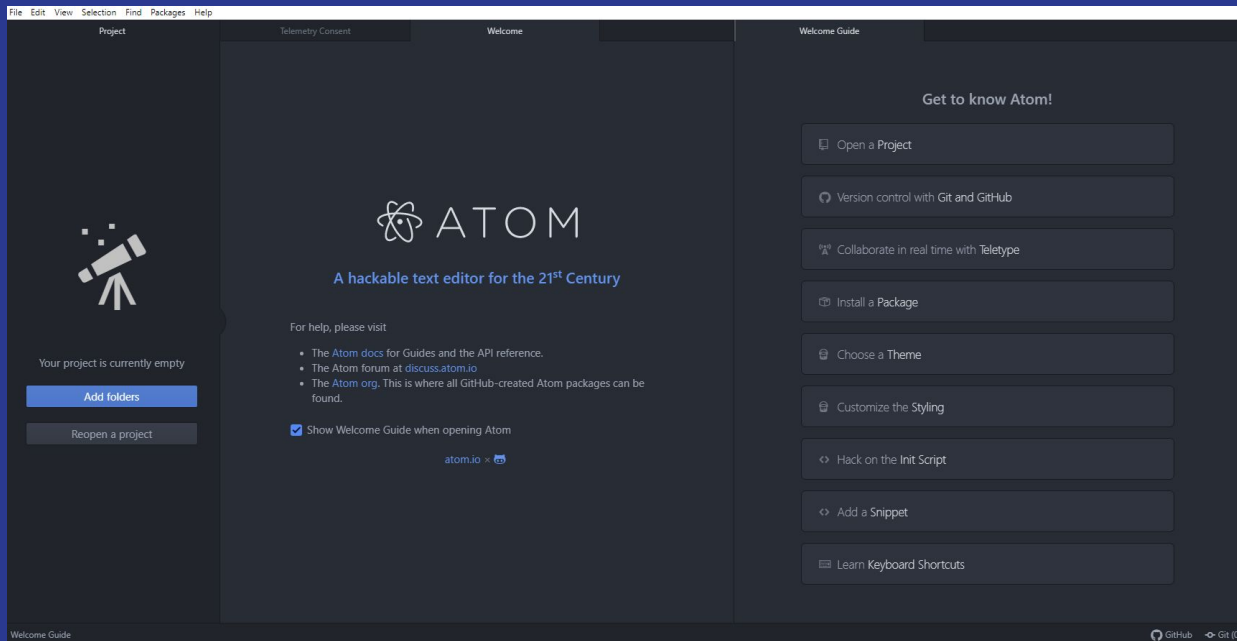 File Edit View Selection Find Packages Help
Project
Telemetry Consent
Welcome
Welcome Guide
Your project is currently empty
Add folders
Reopen a project
ATOM
A hackable text editor for the 21st Century
For help, please visit
• The Atom docs for Guides and the API reference.
• The Atom forum at discuss.atom.io
• The Atom org. This is where all GitHub-created Atom packages can be
found.
Show Welcome Guide when opening Atom
atom.io ×
Get to know Atom!
Open a Project
Version control with Git and GitHub
Collaborate in real time with Teletype
Install a Package
Choose a Theme
Customize the Styling
Hack on the Init Script
Add a Snippet
Learn Keyboard Shortcuts
Welcome Guide
GitHub Git